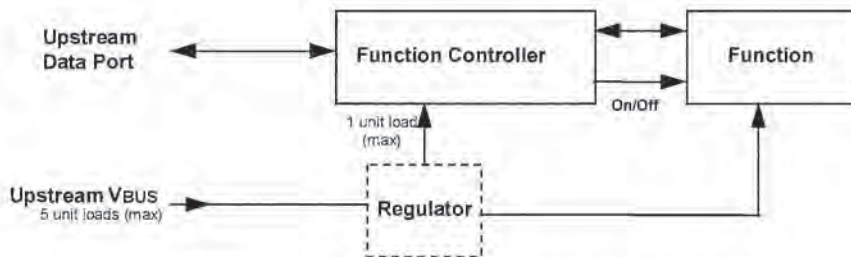 Upstream
Data Port
Function Controller
Function
On/Off
1 unit load
(max)
Upstream VBUS
5 unit loads (max)
Regulator